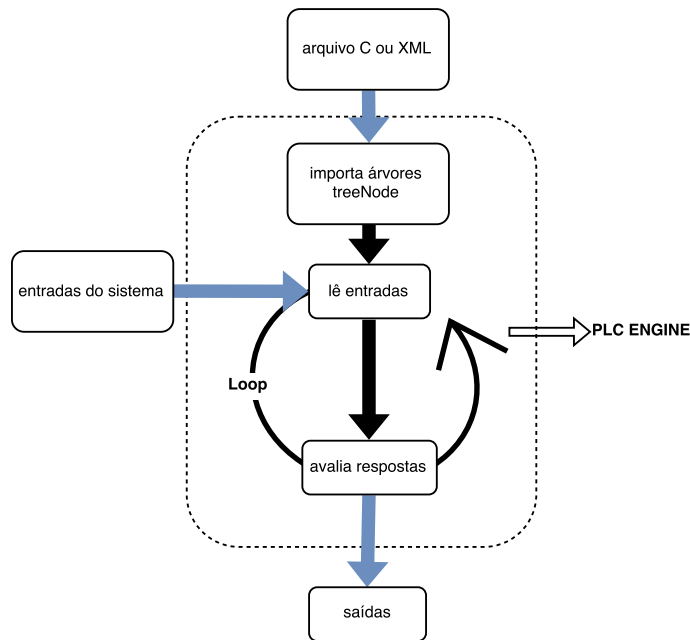 arquivo C ou XML
importa árvores
treeNode
entradas do sistema
lê entradas
PLC ENGINE
Loop
avalia respostas
saídas